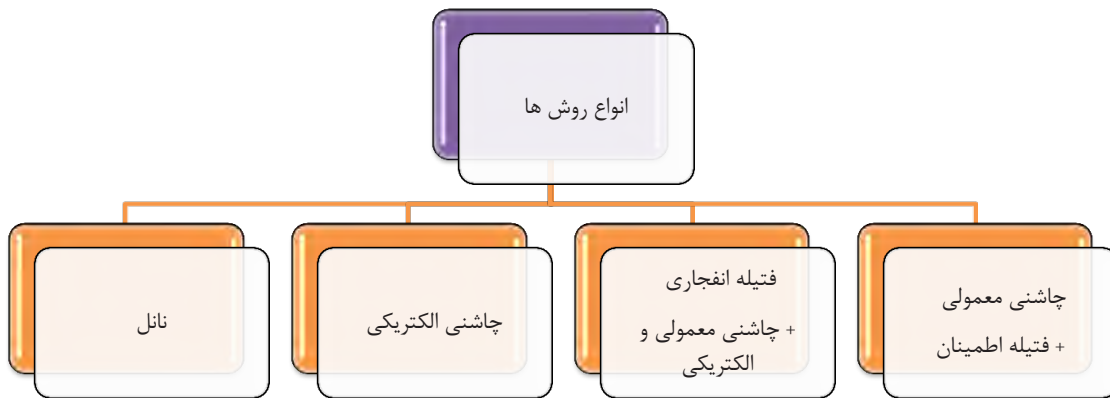 انواع روش ها
چاشنی معمولی
+ فتیله اطمینان
فتیله انفجاری
+ چاشنی معمولی و
الکتریکی
چاشنی الکتریکی
نانل